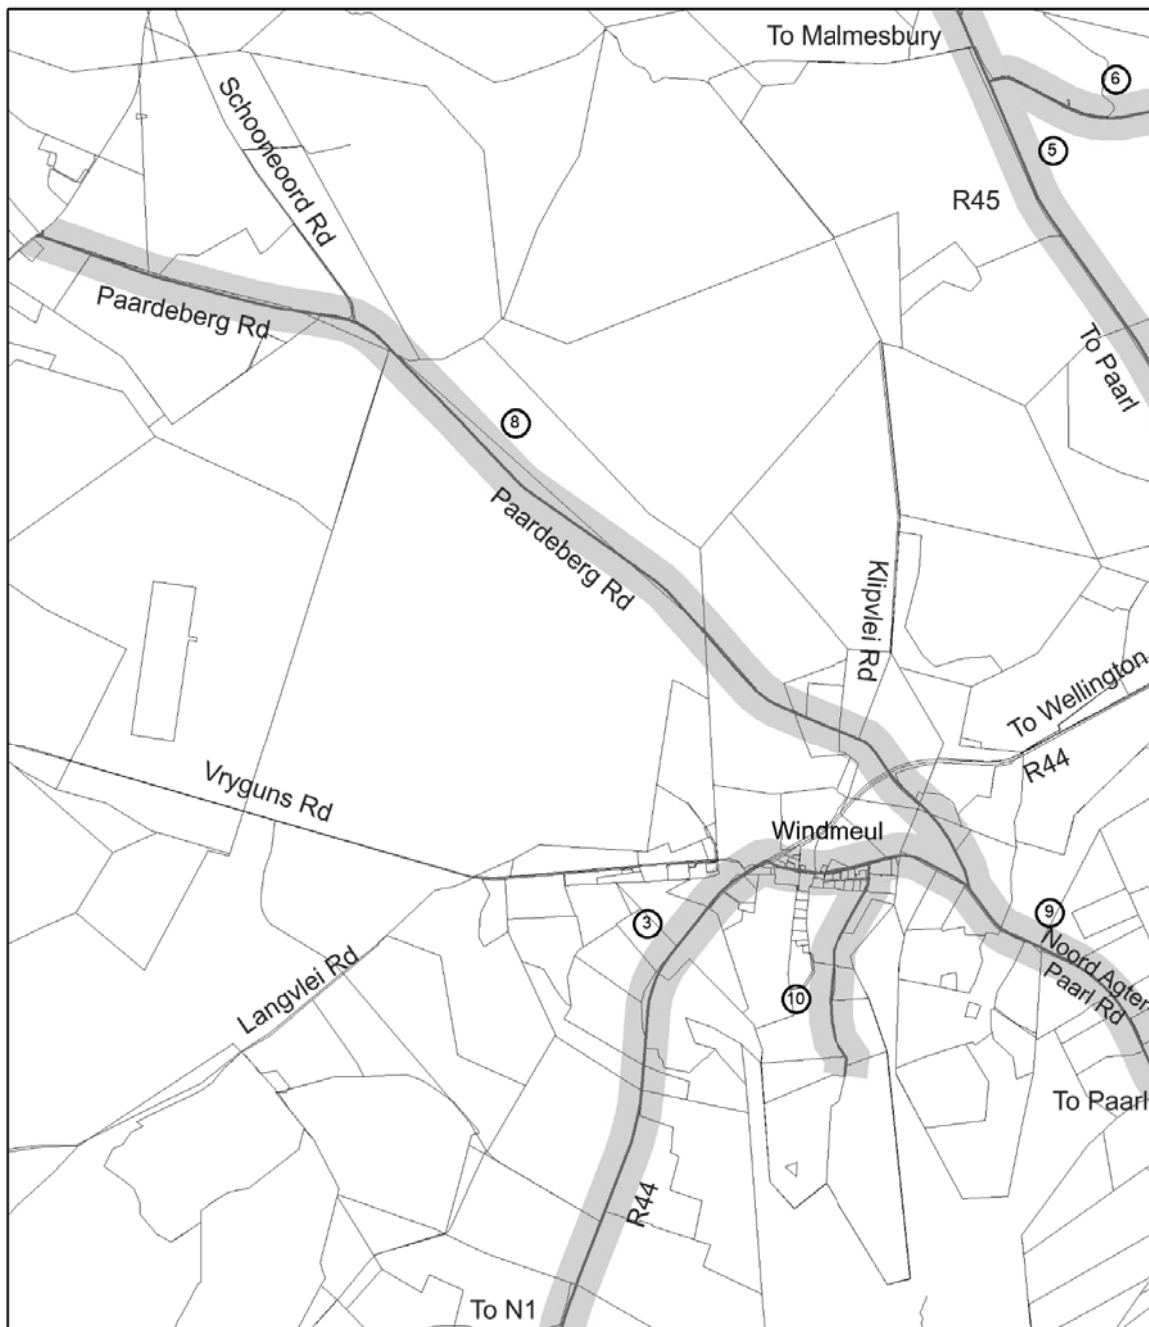 To Malmesbury
6
5
Schooneoord Rd
R45
Paardeberg Rd
To Paarl
8
Paardeberg Rd
Klipvlei Rd
To Wellington
R44
Vryguns Rd
Windmeul
3
9
Noord Agter
Paarl Rd
Langvlei Rd
10
To Paarl
R44
To N1